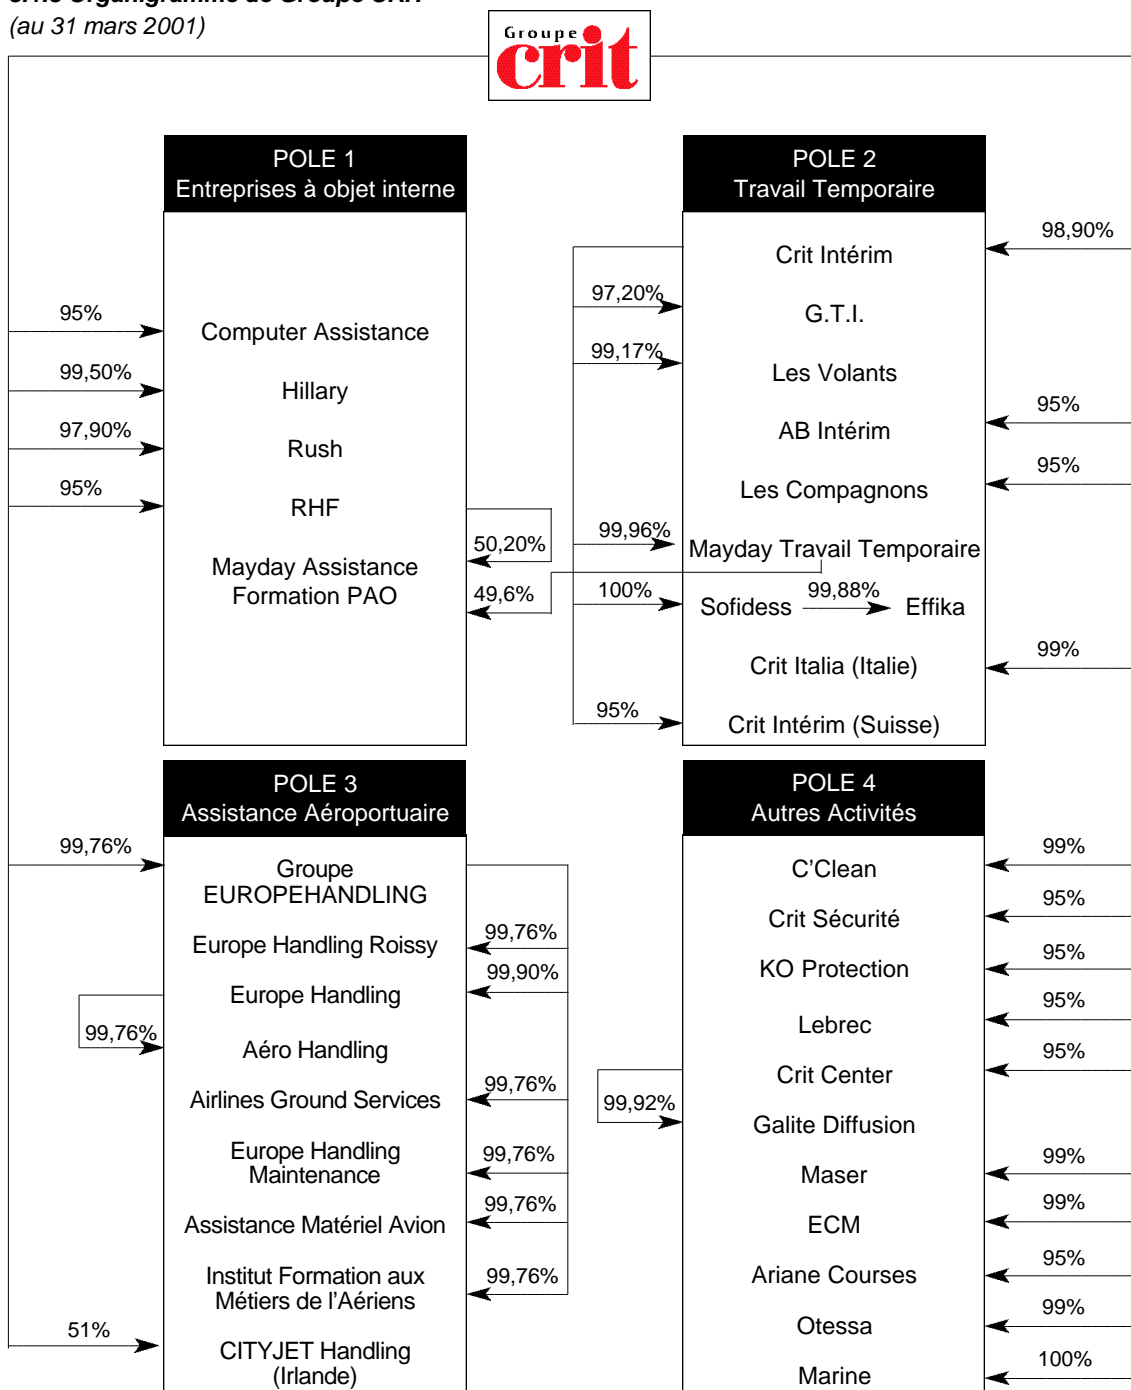 (au 31 mars 2001)
Groupe
crit
POLE 1
Entreprises à objet interne
95%
Computer Assistance
99,50%
Hillary
97,90%
Rush
95%
RHF
50,20%
Mayday Assistance
Formation PAO
49,6%
POLE 2
Travail Temporaire
98,90%
Crit Intérim
97,20%
G.T.I.
99,17%
Les Volants
95%
AB Intérim
95%
Les Compagnons
99,96%
Mayday Travail Temporaire
100%
Sofidess
99,88%
Effika
99%
Crit Italia (Italie)
95%
Crit Intérim (Suisse)
POLE 3
Assistance Aéroportuaire
99,76%
Groupe
EUROPEHANDLING
99,76%
Europe Handling Roissy
99,90%
Europe Handling
99,76%
Aéro Handling
99,76%
Airlines Ground Services
99,76%
Europe Handling
Maintenance
99,76%
Assistance Matériel Avion
99,76%
Institut Formation aux
Métiers de l'Aériens
51%
CITYJET Handling
(Irlande)
POLE 4
Autres Activités
99%
C'Clean
95%
Crit Sécurité
95%
KO Protection
95%
Lebrec
95%
Crit Center
99,92%
Galite Diffusion
99%
Maser
99%
ECM
95%
Ariane Courses
99%
Otessa
100%
Marine